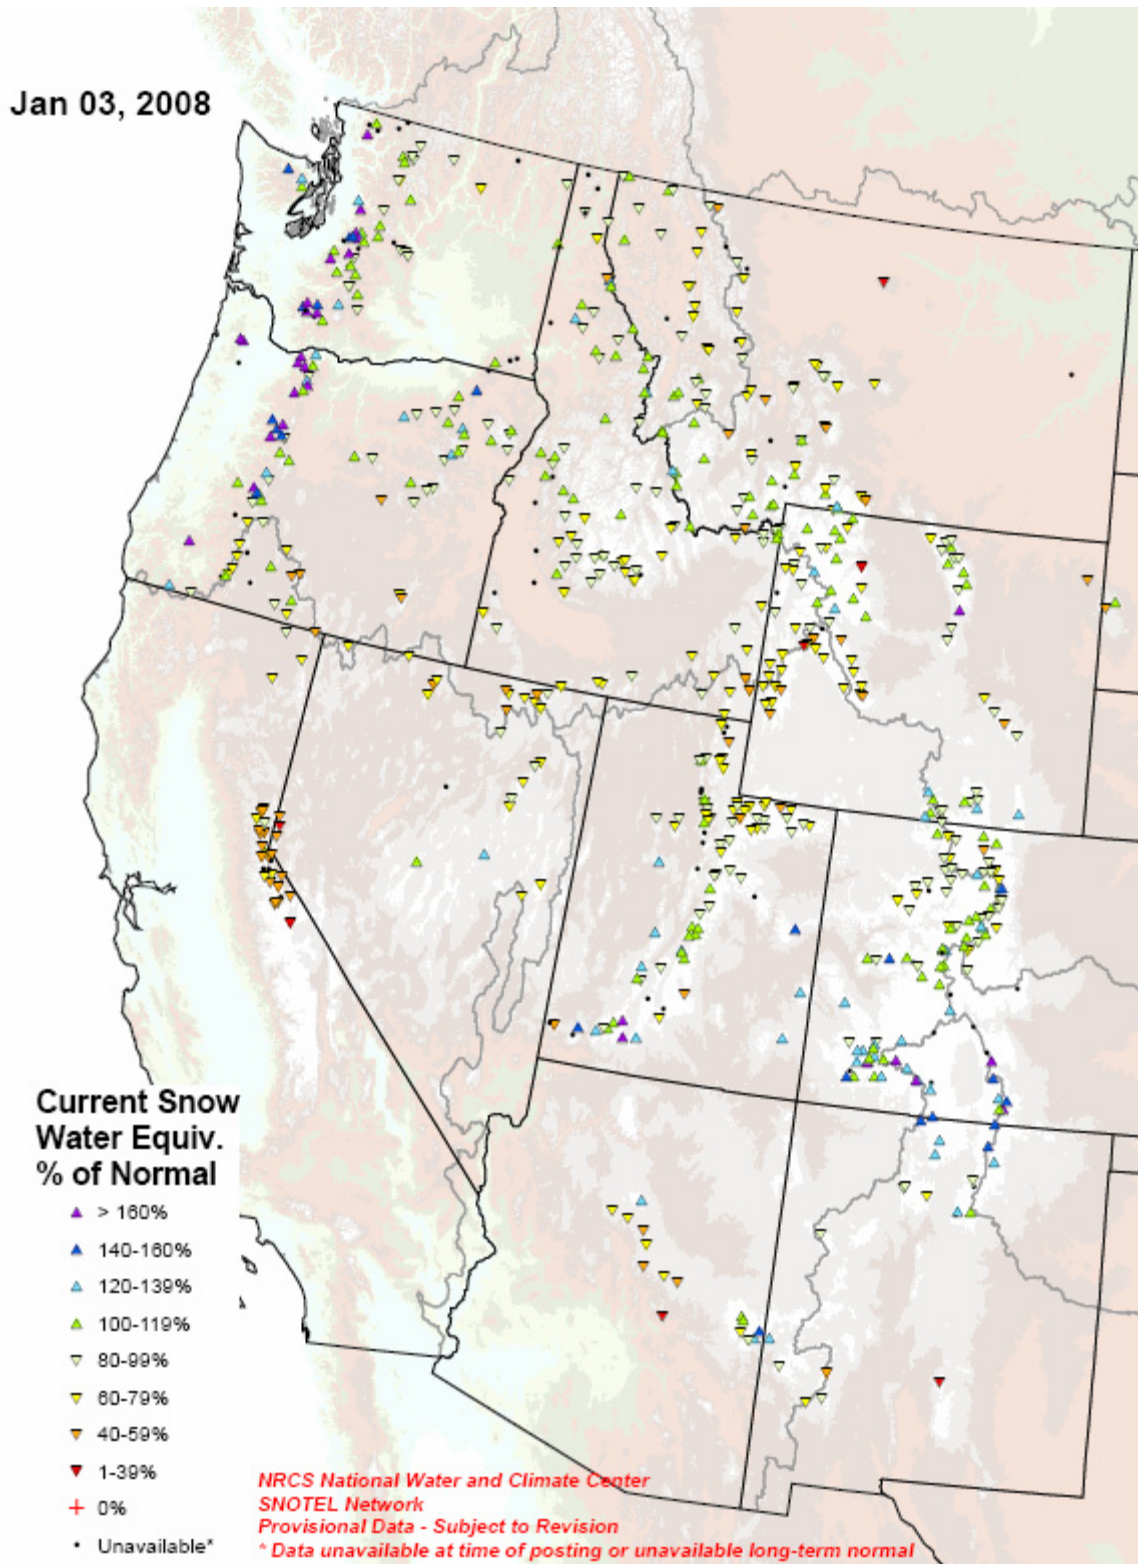 Jan 03, 2008
Current Snow
Water Equiv.
% of Normal
> 160%
140-160%
120-139%
100-119%
80-99%
60-79%
40-59%
1-39%
0%
Unavailable*
NRCS National Water and Climate Center
SNOTEL Network
Provisional Data - Subject to Revision
* Data unavailable at time of posting or unavailable long-term normal